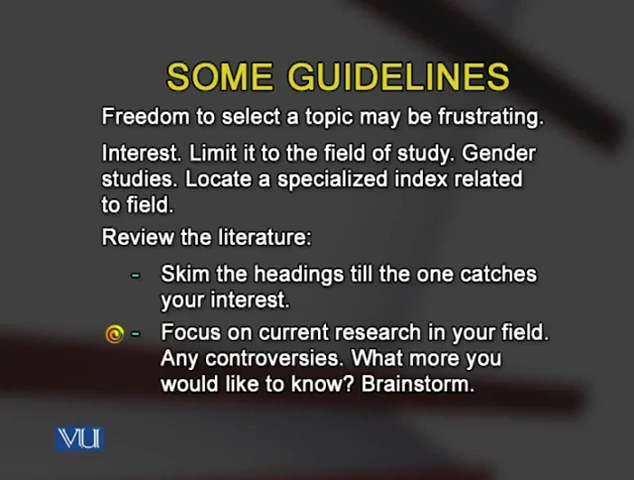 SOME GUIDELINES
Freedom to select a topic may be frustrating.
Interest. Limit it to the field of study. Gender
studies. Locate a specialized index related
to field.
Review the literature:
- Skim the headings till the one catches
your interest.
- Focus on current research in your field.
Any controversies. What more you
would like to know? Brainstorm.
VU